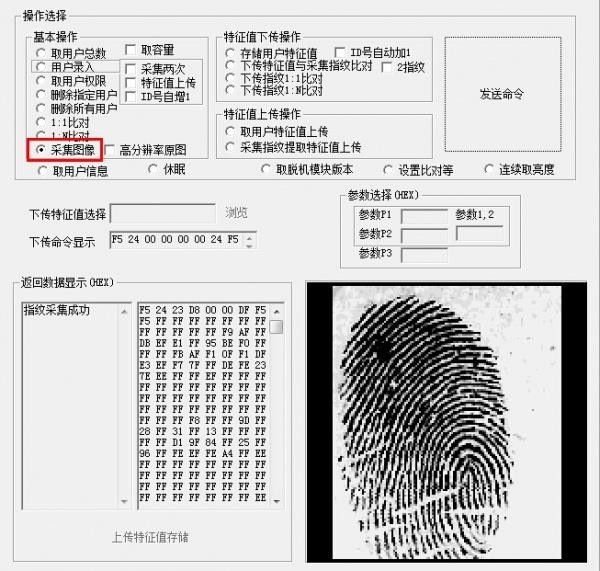 操作选择
基本操作
取用户总数
取容量
用户录入
采集两次
取用户权限
特征值上传
删除指定用户
ID号自增1
删除所有用户
1:1比对
1:N比对
采集图像
高分辨率原图
取用户信息
休眠
特征值下传操作
存储用户特征值
ID号自动加1
下传特征值与采集指纹比对
2指纹
下传指纹1:1比对
下传指纹1:N比对
特征值上传操作
取用户特征值上传
采集指纹提取特征值上传
发送命令
取脱机模块版本
设置比对等
连续取亮度
下传特征值选择
浏览
下传命令显示
F5 24 00 00 00 00 24 F5
参数选择(HEX)
参数P1
参数1,2
参数P2
参数P3
返回数据显示(HEX)
指纹采集成功
F5 24 23 D8 00 00 DF F5
F5 FF FF FF FF FF FF FF
FF FF FF FF FF F9 AF FF
DB EF E1 FF 95 BE F0 FF
FF FF FB AF F1 0F F1 DF
E3 EF F7 7F FF DE FE 23
7E EE FF FF EF FF FF FF
FF FF FF FF FF FF FF FF
FF FF FF FF FF FF FF FF
FF FF FF F8 FF FF 9D FF
28 FF 31 FF 13 FF FF FF
FF FF D1 9F 84 FF 25 FF
96 FF FE EF FE A4 FF EE
FF FF FF FF FF FF FF FF
FF FF FF FF FF FF FF FF
FF FF FF FF FF FF FF FF
FF FF FF FF FF FF FF EE
上传特征值存储